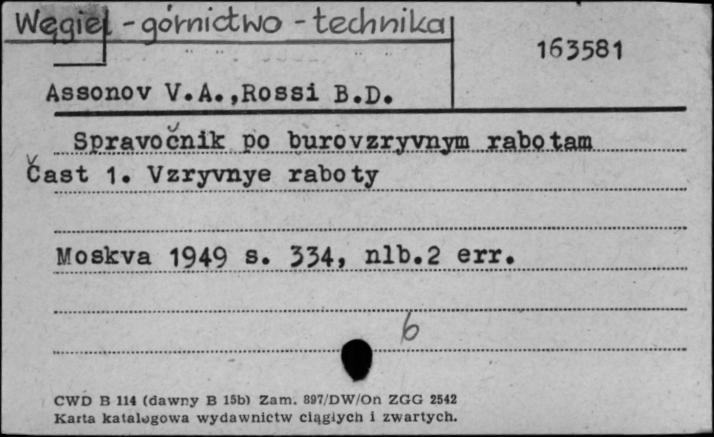 Węgiel - górnictwo - technika
163581
Assonov V.A.,Rossi B.D.
Spravočnik po burovzryvnym rabotam
Čast 1. Vzryvnye raboty
Moskva 1949 s. 334, nlb.2 err.
6
CWD B 114 (dawny B 15b) Zam. 897/DW/On ZGG 2542
Karta katalogowa wydawnictw ciągłych i zwartych.